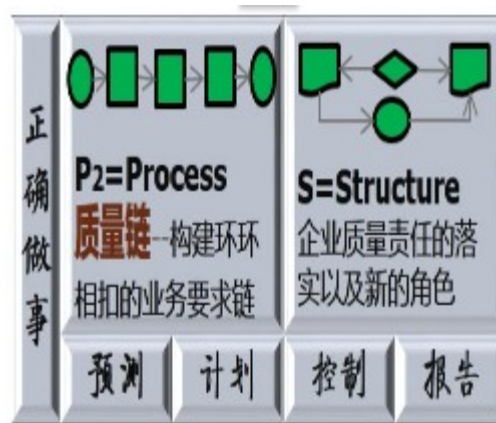 正确做事
P2=Process
质量链--构建环环
相扣的业务要求链
S=Structure
企业质量责任的落
实以及新的角色
预测
计划
控制
报告